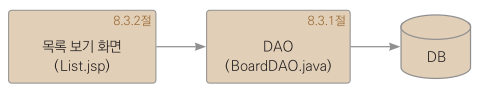 8.3.2절
목록 보기 화면
(List.jsp)
8.3.1절
DAO
(BoardDAO.java)
DB